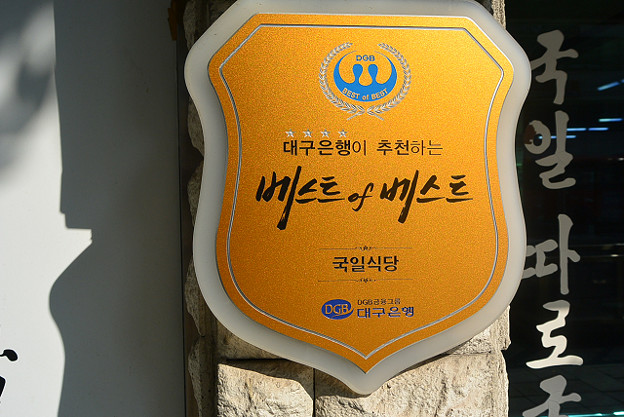 DGB
BEST of BEST
대구은행이 추천하는
베스트 of 베스트
국일식당
DGB
DGB금융그룹
대구은행
국일 따로